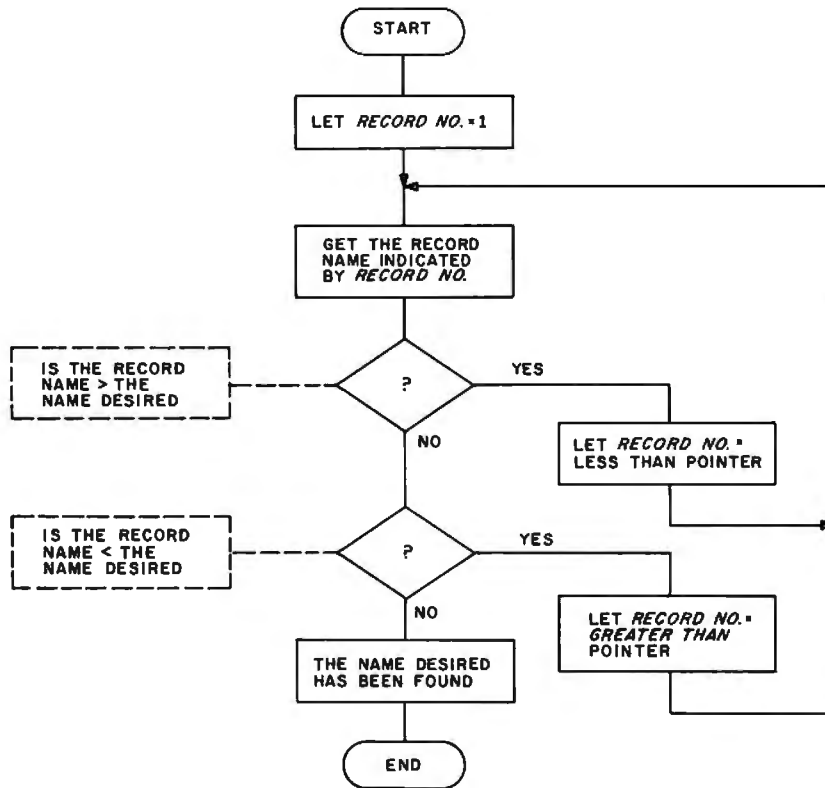 START
LET RECORD NO. = 1
GET THE RECORD
NAME INDICATED
BY RECORD NO.
IS THE RECORD
NAME > THE
NAME DESIRED
?
YES
NO
LET RECORD NO. =
LESS THAN POINTER
IS THE RECORD
NAME < THE
NAME DESIRED
?
YES
NO
LET RECORD NO. =
GREATER THAN
POINTER
THE NAME DESIRED
HAS BEEN FOUND
END